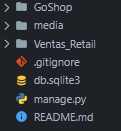 GoShop
media
Ventas_Retail
.gitignore
db.sqlite3
manage.py
README.md